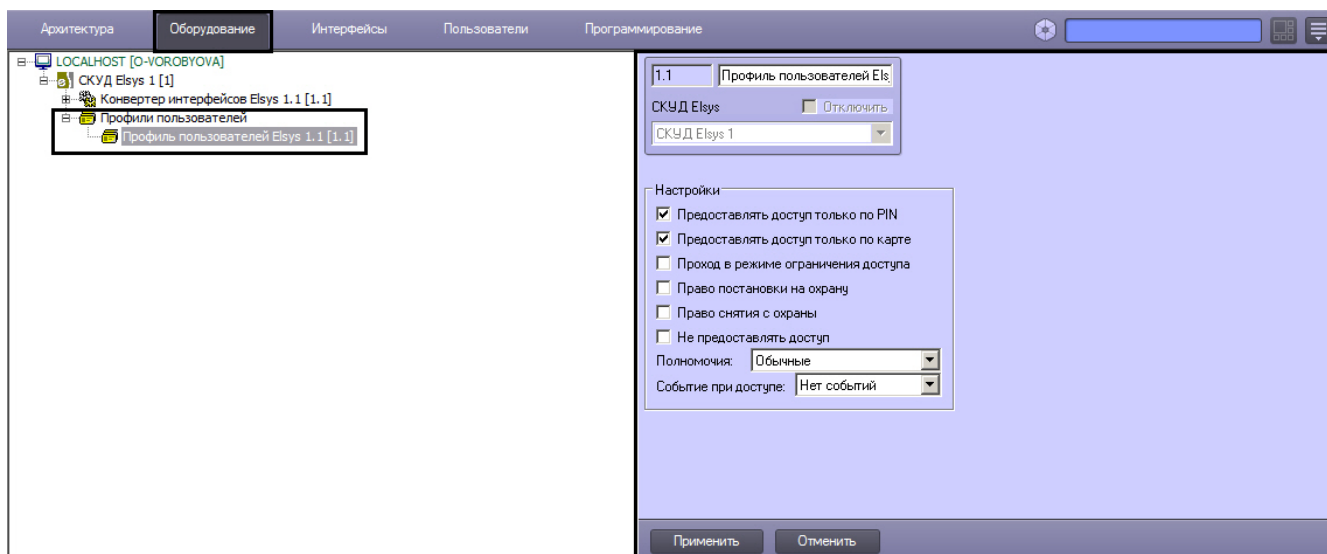 Архитектура
Оборудование
Интерфейсы
Пользователи
Программирование
LOCALHOST [O-VOROBYOVA]
СКУД Elsys 1 [1]
Конвертер интерфейсов Elsys 1.1 [1.1]
Профили пользователей
Профиль пользователей Elsys 1.1 [1.1]
1.1
Профиль пользователей Els
СКУД Elsys
Отключить
СКУД Elsys 1
Настройки
Предоставлять доступ только по PIN
Предоставлять доступ только по карте
Проход в режиме ограничения доступа
Право постановки на охрану
Право снятия с охраны
Не предоставлять доступ
Полномочия: Обычные
Событие при доступе: Нет событий
Применить
Отменить